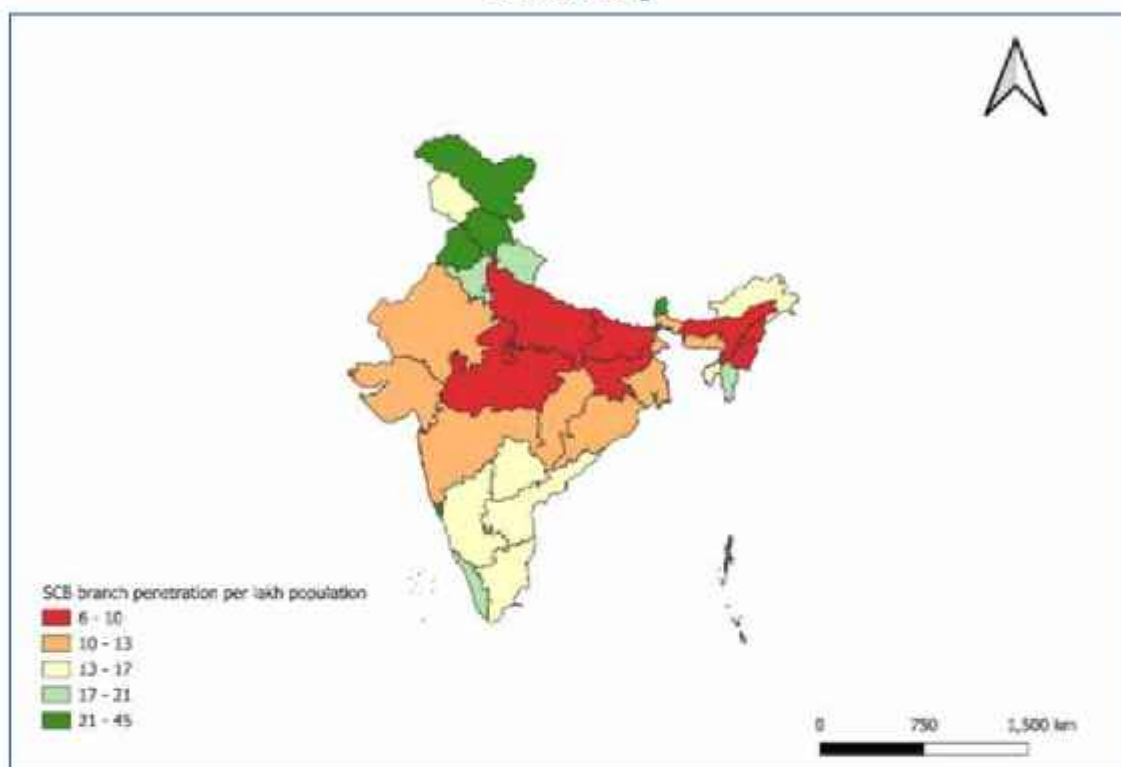 SCB branch penetration per lakh population
6 - 10
10 - 13
13 - 17
17 - 21
21 - 45
0 750 1,500 km